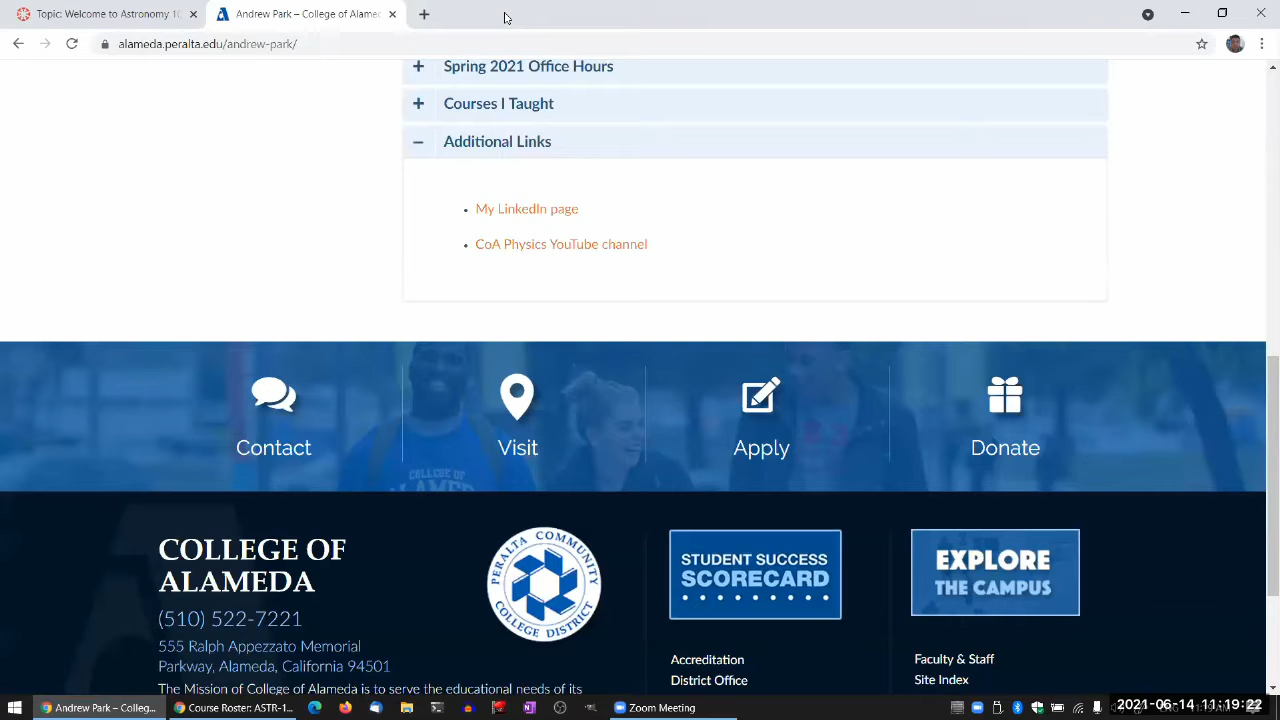 Topic: Welcome to Astronomy 10
Andrew Park – College of Alamed
alameda.peralta.edu/andrew-park/
Spring 2021 Office Hours
Courses I Taught
Additional Links
• My LinkedIn page
• CoA Physics YouTube channel
Contact
Visit
Apply
Donate
COLLEGE OF
ALAMEDA
(510) 522-7221
555 Ralph Appezzato Memorial
Parkway, Alameda, California 94501
The Mission of College of Alameda is to serve the educational needs of its
PERALTA COMMUNITY
COLLEGE DISTRICT
STUDENT SUCCESS
SCORECARD
Accreditation
District Office
EXPLORE
THE CAMPUS
Faculty & Staff
Site Index
Andrew Park – Colleg...
Course Roster: ASTR-1...
Zoom Meeting
2021-06-14 11:19:22